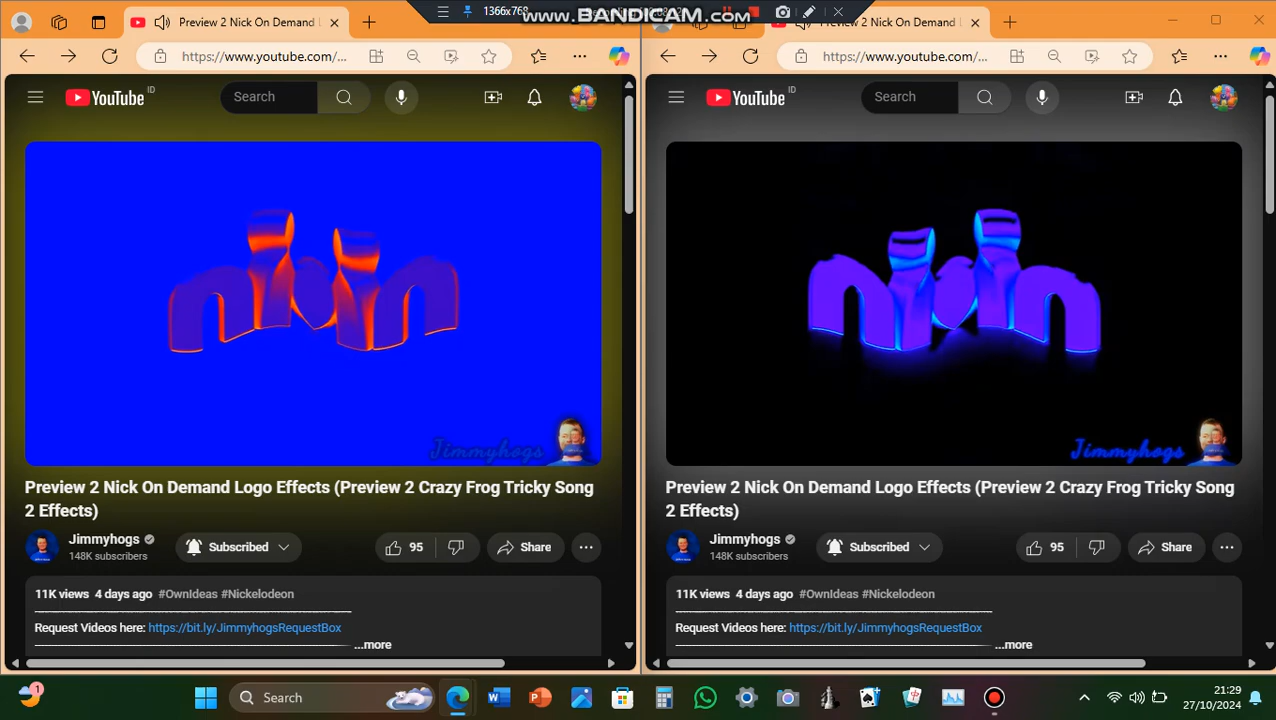 1366x768
www.BANDICAM.com
Preview 2 Nick On Demand L
Preview 2 Nick On Demand L
https://www.youtube.com/...
https://www.youtube.com/...
YouTube ID
Search
YouTube ID
Search
Jimmyhogs
Jimmyhogs
Preview 2 Nick On Demand Logo Effects (Preview 2 Crazy Frog Tricky Song
2 Effects)
Preview 2 Nick On Demand Logo Effects (Preview 2 Crazy Frog Tricky Song
2 Effects)
Jimmyhogs
148K subscribers
Subscribed
95
Share
Jimmyhogs
148K subscribers
Subscribed
95
Share
11K views 4 days ago #OwnIdeas #Nickelodeon
Request Videos here: https://bit.ly/JimmyhogsRequestBox
...more
11K views 4 days ago #OwnIdeas #Nickelodeon
Request Videos here: https://bit.ly/JimmyhogsRequestBox
...more
1
Search
21:29
27/10/2024